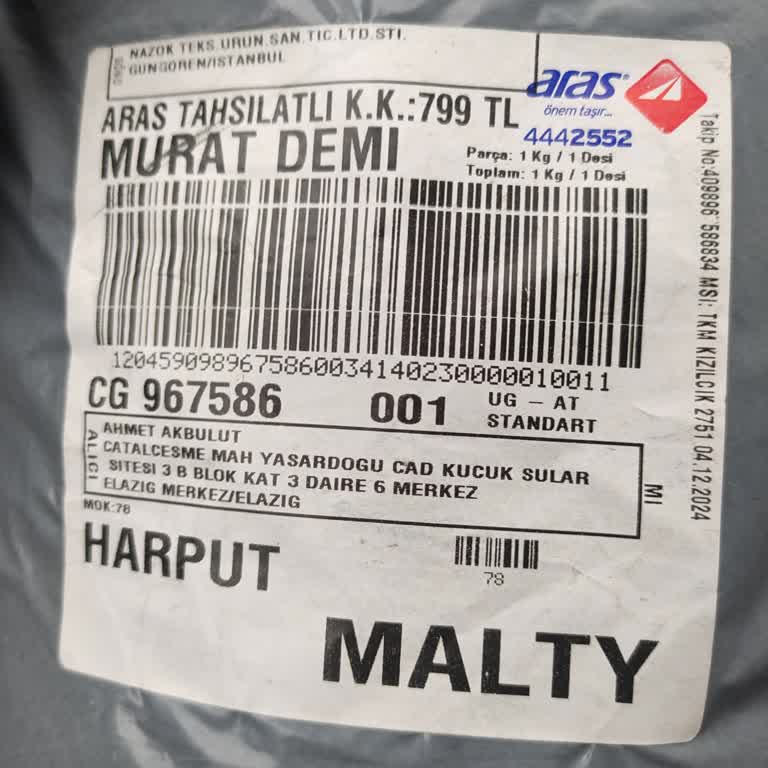 NAZOK TEKS.URUN.SAN.TIC.LTD.STI.
GUNGOREN/ISTANBUL
aras
önem taşır...
4442552
ARAS TAHSILATLI K.K.:799 TL
MURAT DEMI
Parça: 1 Kg / 1 Desi
Toplam: 1 Kg / 1 Desi
12045909896758600341402300000010011
CG 967586
001
UG - AT
STANDART
ALICI
AHMET AKBULUT
CATALCESME MAH YASARDOGU CAD KUCUK SULAR
SITESI 3 B BLOK KAT 3 DAIRE 6 MERKEZ
ELAZIG MERKEZ/ELAZIG
MI
MOK:78
HARPUT
78
MALTY
Takip No:409896 586834 MSI: TKM KIZILCIK 2751 04.12.2024